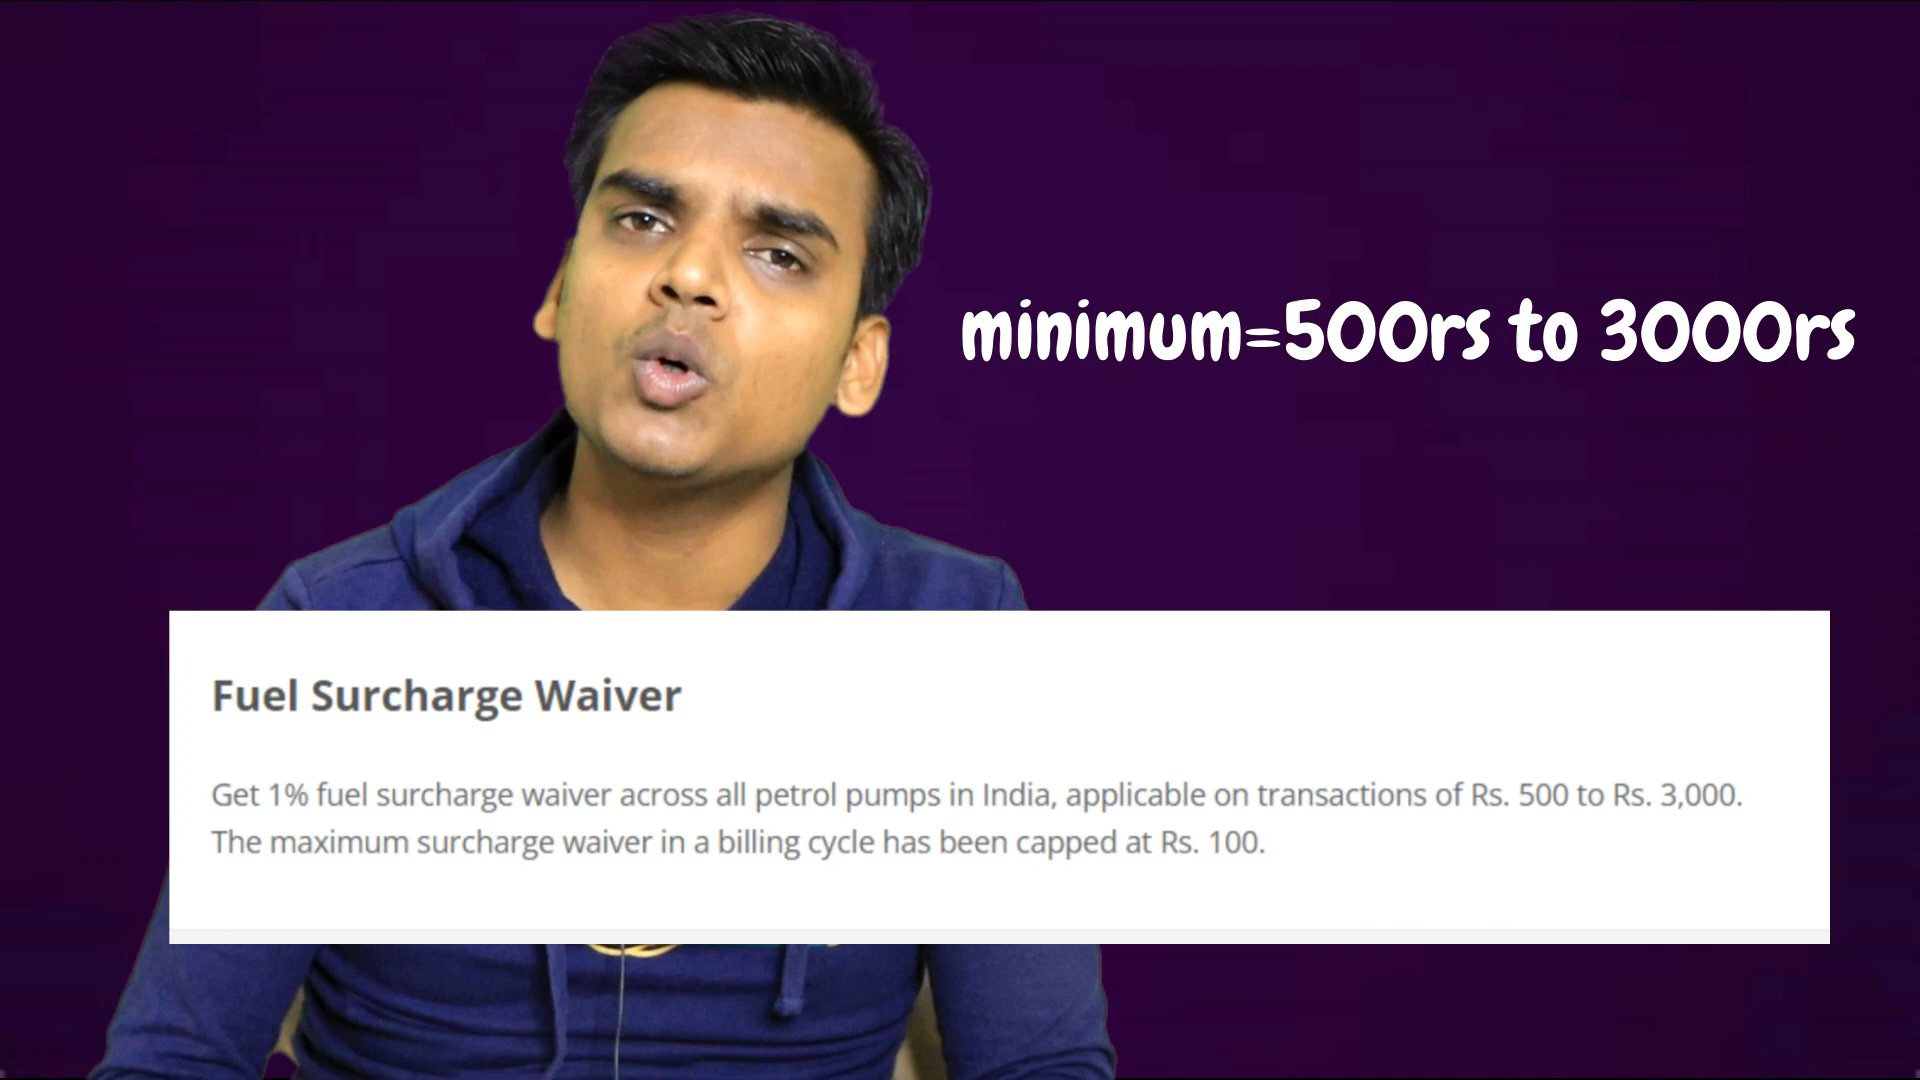 minimum=500rs to 3000rs
Fuel Surcharge Waiver
Get 1% fuel surcharge waiver across all petrol pumps in India, applicable on transactions of Rs. 500 to Rs. 3,000.
The maximum surcharge waiver in a billing cycle has been capped at Rs. 100.